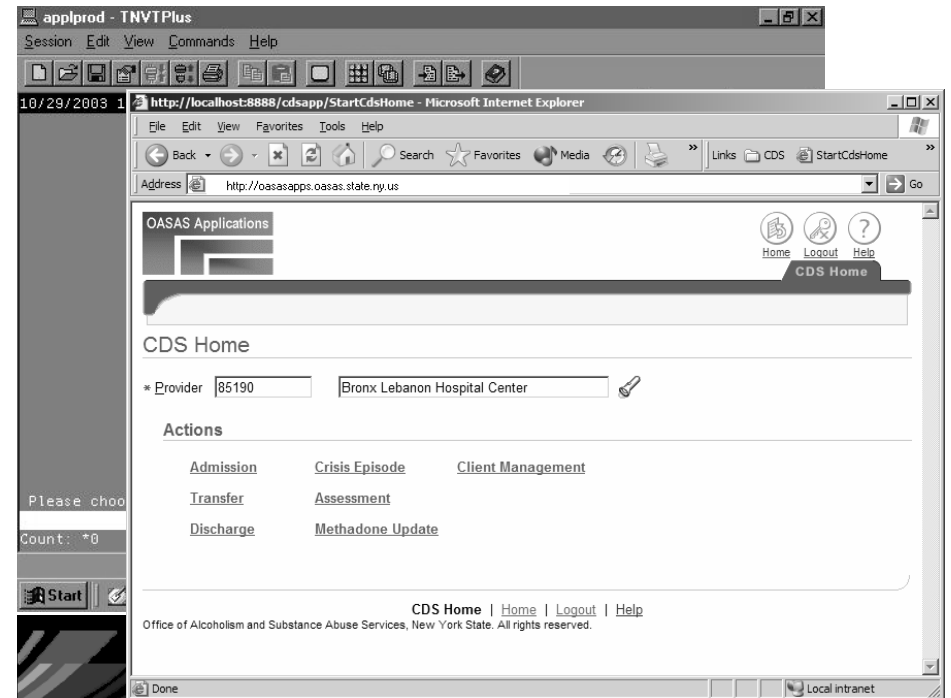 applprod - TNVTPlus
Session Edit View Commands Help
10/29/2003 1
http://localhost:8888/cdsapp/StartCdsHome - Microsoft Internet Explorer
File Edit View Favorites Tools Help
Back Search Favorites Media » Links CDS StartCdsHome »
Address http://oasasapps.oasas.state.ny.us Go
OASAS Applications
Home Logout Help
CDS Home
CDS Home
* Provider 85190 Bronx Lebanon Hospital Center
Actions
Admission Crisis Episode Client Management
Transfer Assessment
Discharge Methadone Update
Please choo
Count: *0
Start
CDS Home | Home | Logout | Help
Office of Alcoholism and Substance Abuse Services, New York State. All rights reserved.
Done Local intranet